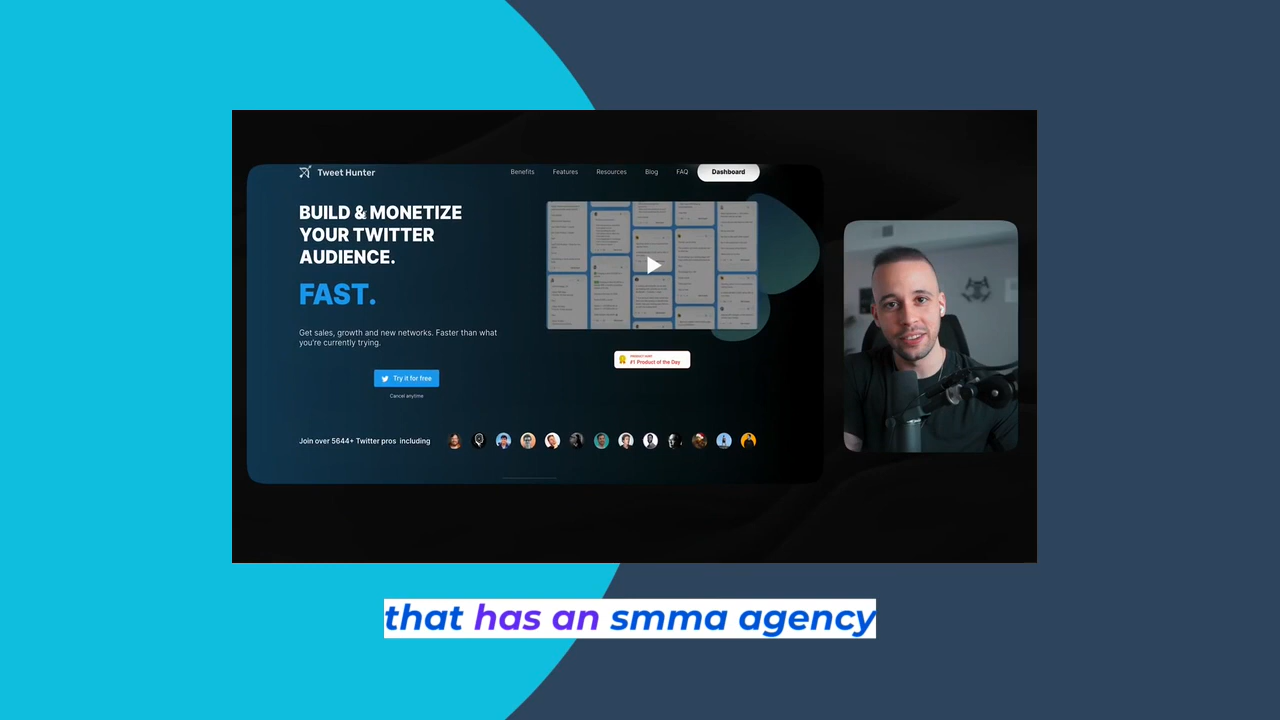 Tweet Hunter
Benefits Features Resources Blog FAQ Dashboard
BUILD & MONETIZE
YOUR TWITTER
AUDIENCE.
FAST.
Get sales, growth and new networks. Faster than what
you're currently trying.
Try it for free
Cancel anytime
PRODUCT HUNT
#1 Product of the Day
Join over 5644+ Twitter pros including
that has an smma agency